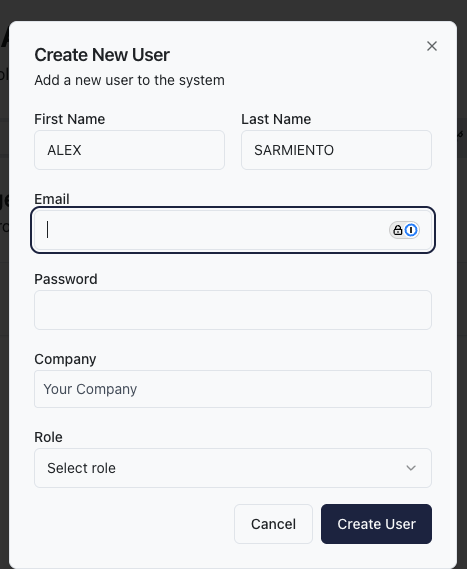 Create New User
Add a new user to the system
First Name Last Name
ALEX SARMIENTO
Email
Password
Company
Your Company
Role
Select role
Cancel Create User